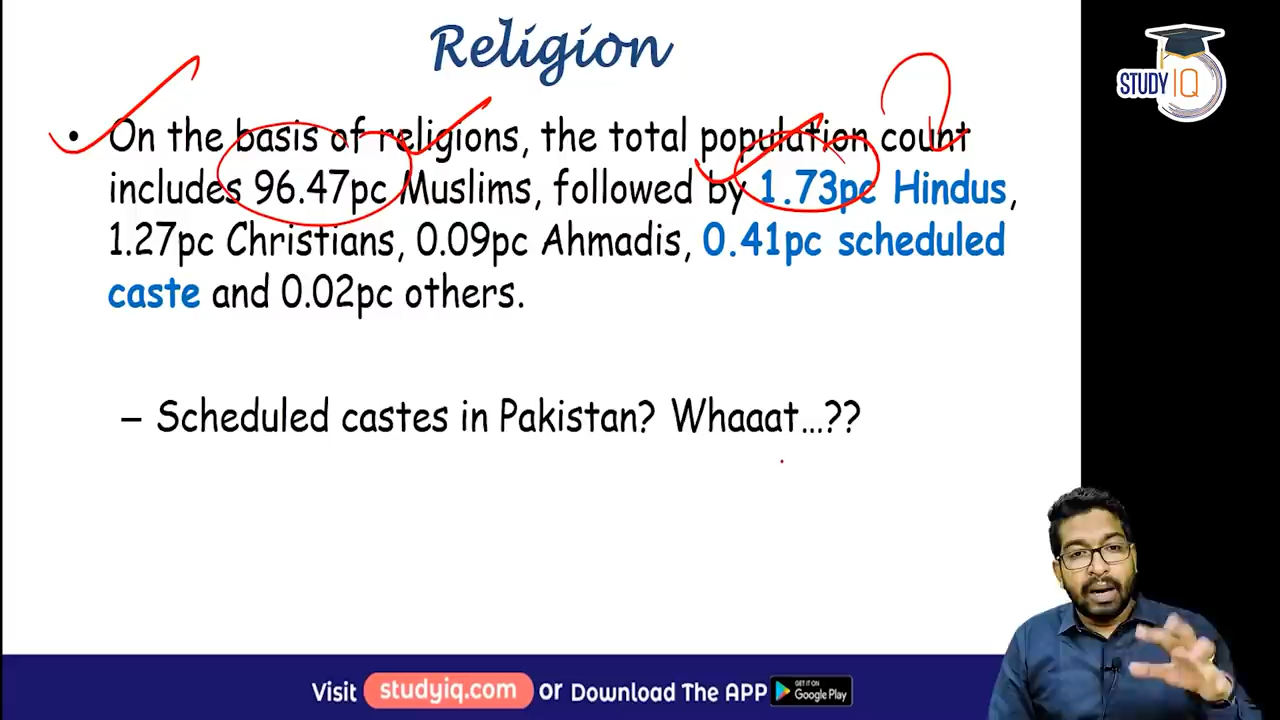 Religion
STUDY IQ
• On the basis of religions, the total population count
includes 96.47pc Muslims, followed by 1.73pc Hindus,
1.27pc Christians, 0.09pc Ahmadis, 0.41pc scheduled
caste and 0.02pc others.
– Scheduled castes in Pakistan? Whaaat...??
Visit studyiq.com or Download The APP GET IT ON Google Play